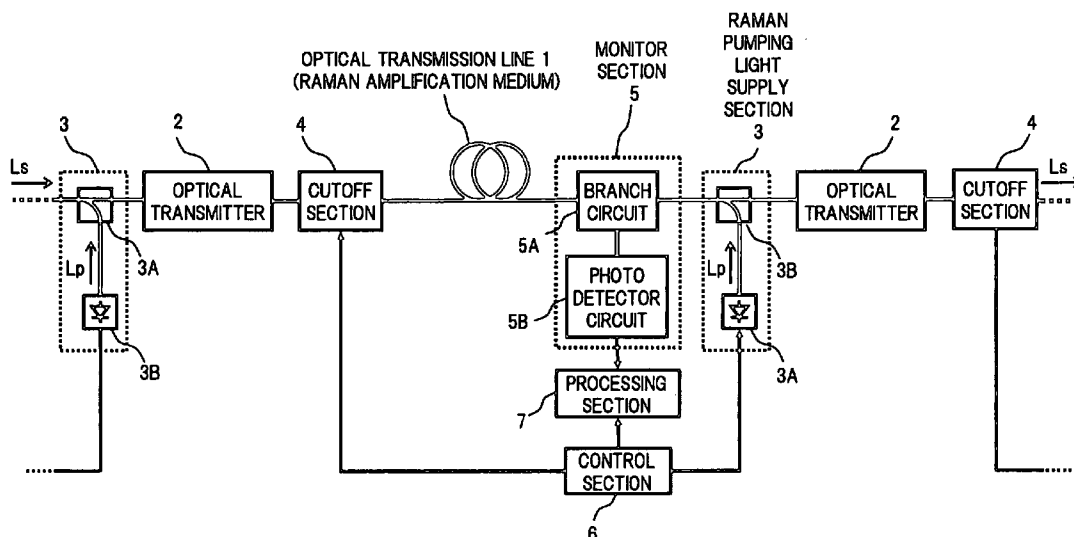 RAMAN
PUMPING
LIGHT
SUPPLY
SECTION
3
MONITOR
SECTION
5
OPTICAL TRANSMISSION LINE 1
(RAMAN AMPLIFICATION MEDIUM)
Ls
3
2
4
2
4
Ls
OPTICAL
TRANSMITTER
CUTOFF
SECTION
BRANCH
CIRCUIT
OPTICAL
TRANSMITTER
CUTOFF
SECTION
3A
5A
3B
Lp
Lp
PHOTO
DETECTOR
CIRCUIT
5B
3B
3A
PROCESSING
SECTION
7
CONTROL
SECTION
6